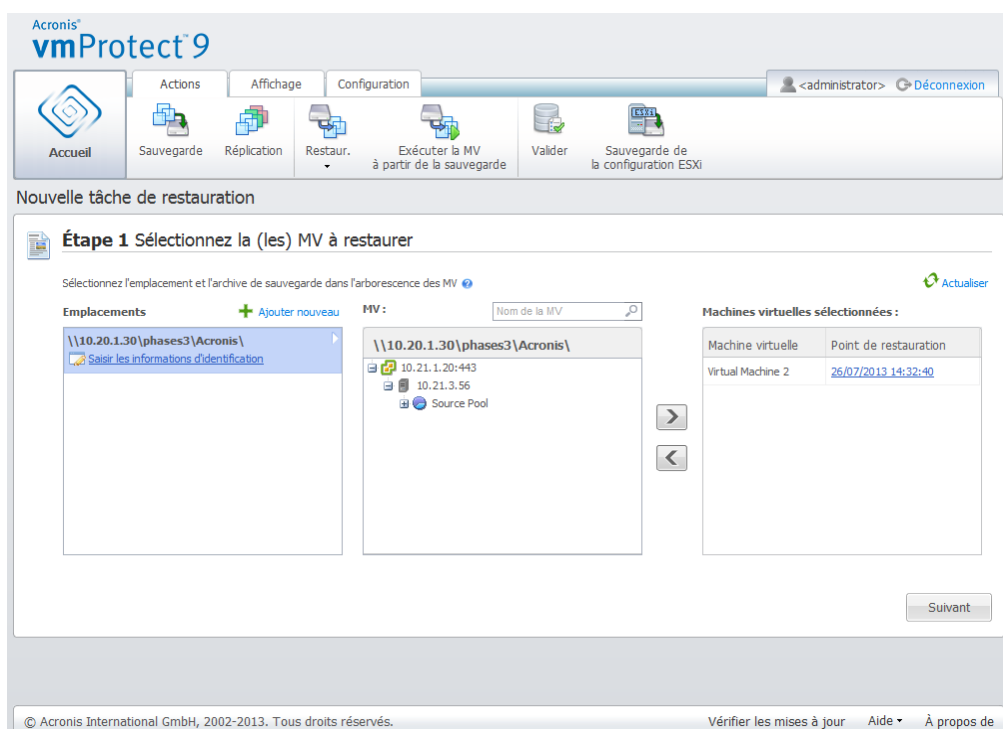 Acronis®
vmProtect™ 9
Actions
Affichage
Configuration
<administrator>
Déconnexion
Accueil
Sauvegarde
Réplication
Restaur.
Exécuter la MV
à partir de la sauvegarde
Valider
Sauvegarde de
la configuration ESXi
Nouvelle tâche de restauration
Étape 1 Sélectionnez la (les) MV à restaurer
Sélectionnez l'emplacement et l'archive de sauvegarde dans l'arborescence des MV
Actualiser
Emplacements
Ajouter nouveau
\\10.20.1.30\phases3\Acronis\
Saisir les informations d'identification
MV :
Nom de la MV
\\10.20.1.30\phases3\Acronis\
10.21.1.20:443
10.21.3.56
Source Pool
Machines virtuelles sélectionnées :
Machine virtuelle
Point de restauration
Virtual Machine 2
26/07/2013 14:32:40
Suivant
© Acronis International GmbH, 2002-2013. Tous droits réservés.
Vérifier les mises à jour
Aide
À propos de